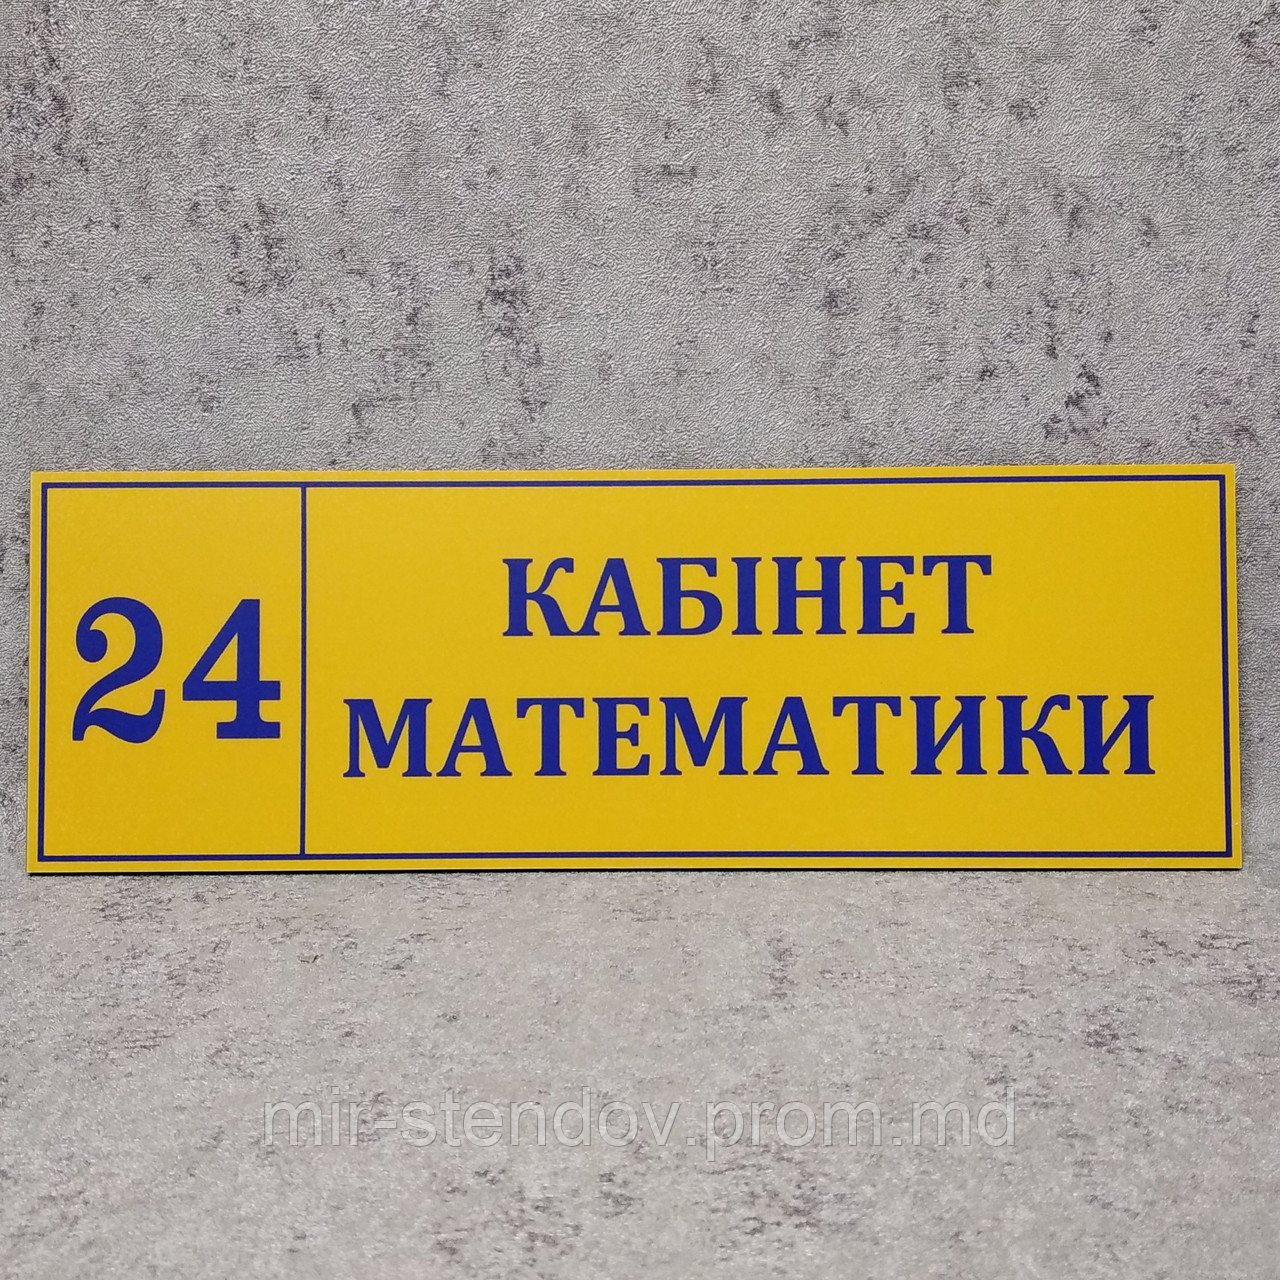 24
КАБІНЕТ
МАТЕМАТИКИ
mir-stendov.prom.md